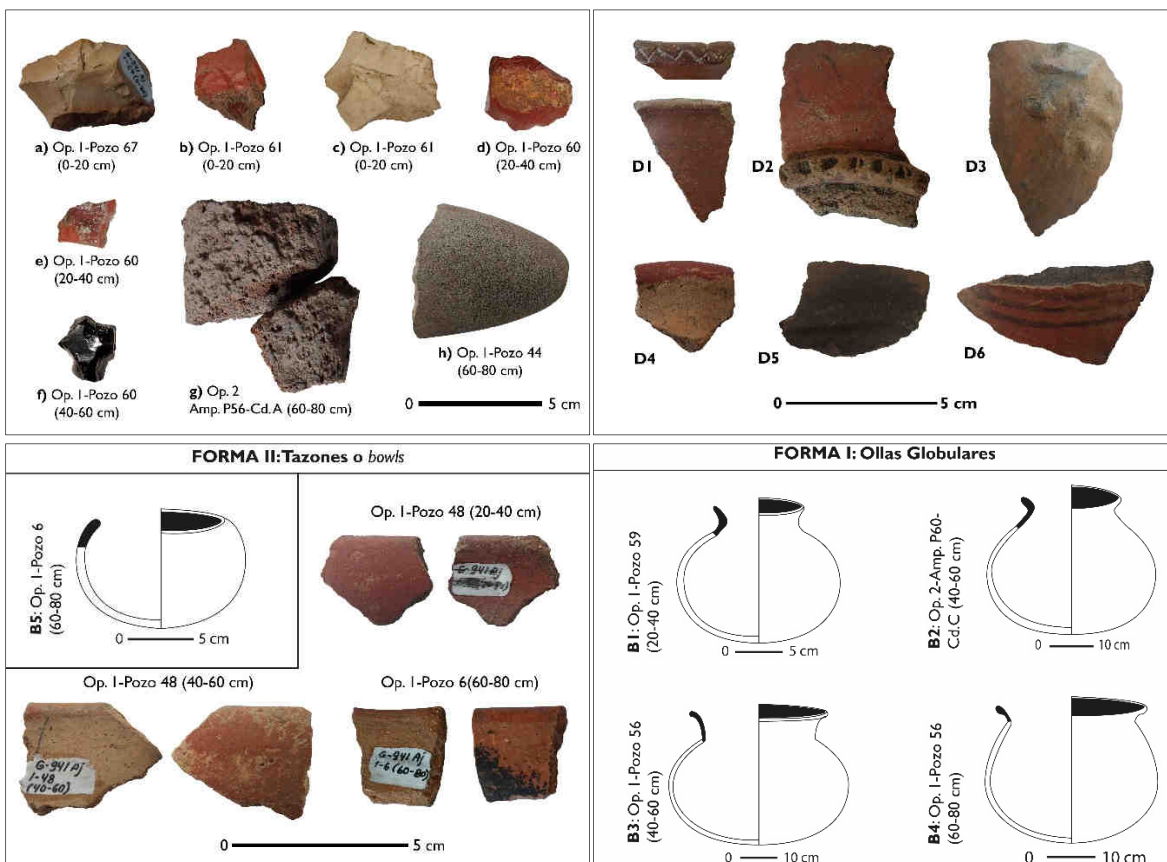 a) Op. 1-Pozo 67
(0-20 cm)
b) Op. 1-Pozo 61
(0-20 cm)
c) Op. 1-Pozo 61
(0-20 cm)
d) Op. 1-Pozo 60
(20-40 cm)
e) Op. 1-Pozo 60
(20-40 cm)
f) Op. 1-Pozo 60
(40-60 cm)
g) Op. 2
Amp. P56-Cd. A (60-80 cm)
h) Op. 1-Pozo 44
(60-80 cm)
0 5 cm
D1
D2
D3
D4
D5
D6
0 5 cm
FORMA II: Tazones o bowls
B5: Op. 1-Pozo 6
(60-80 cm)
0 5 cm
Op. 1-Pozo 48 (20-40 cm)
G-941Aj
Op. 1-Pozo 48 (40-60 cm)
G-941Aj
1-48
(40-60)
Op. 1-Pozo 6(60-80 cm)
G-941Aj
1-6 (60-80)
0 5 cm
FORMA I: Ollas Globulares
B1: Op. 1-Pozo 59
(20-40 cm)
0 5 cm
B2: Op. 2-Amp. P60-
Cd.C (40-60 cm)
0 10 cm
B3: Op. 1-Pozo 56
(40-60 cm)
0 10 cm
B4: Op. 1-Pozo 56
(60-80 cm)
0 10 cm